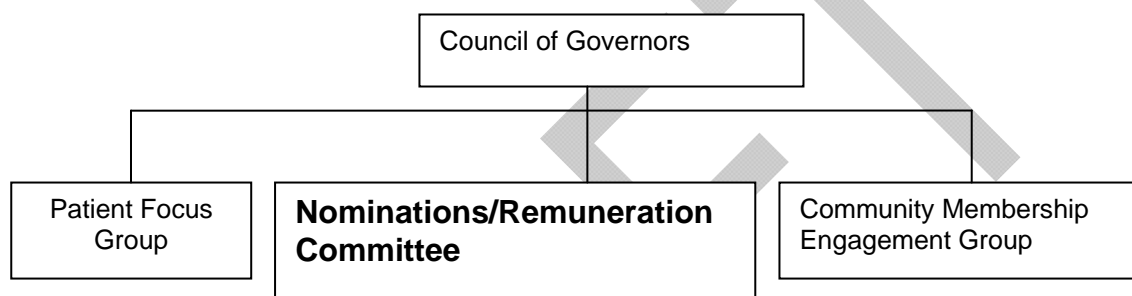 Council of Governors
Patient Focus
Group
Nominations/Remuneration
Committee
Community Membership
Engagement Group